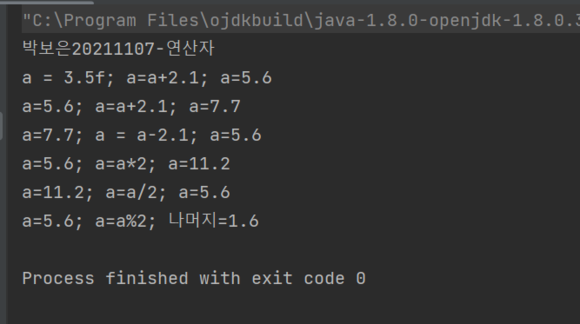 "C:\Program Files\ojdkbuild\java-1.8.0-openjdk-1.8.0.3
박보은20211107-연산자
a = 3.5f; a=a+2.1; a=5.6
a=5.6; a=a+2.1; a=7.7
a=7.7; a = a-2.1; a=5.6
a=5.6; a=a*2; a=11.2
a=11.2; a=a/2; a=5.6
a=5.6; a=a%2; 나머지=1.6
Process finished with exit code 0